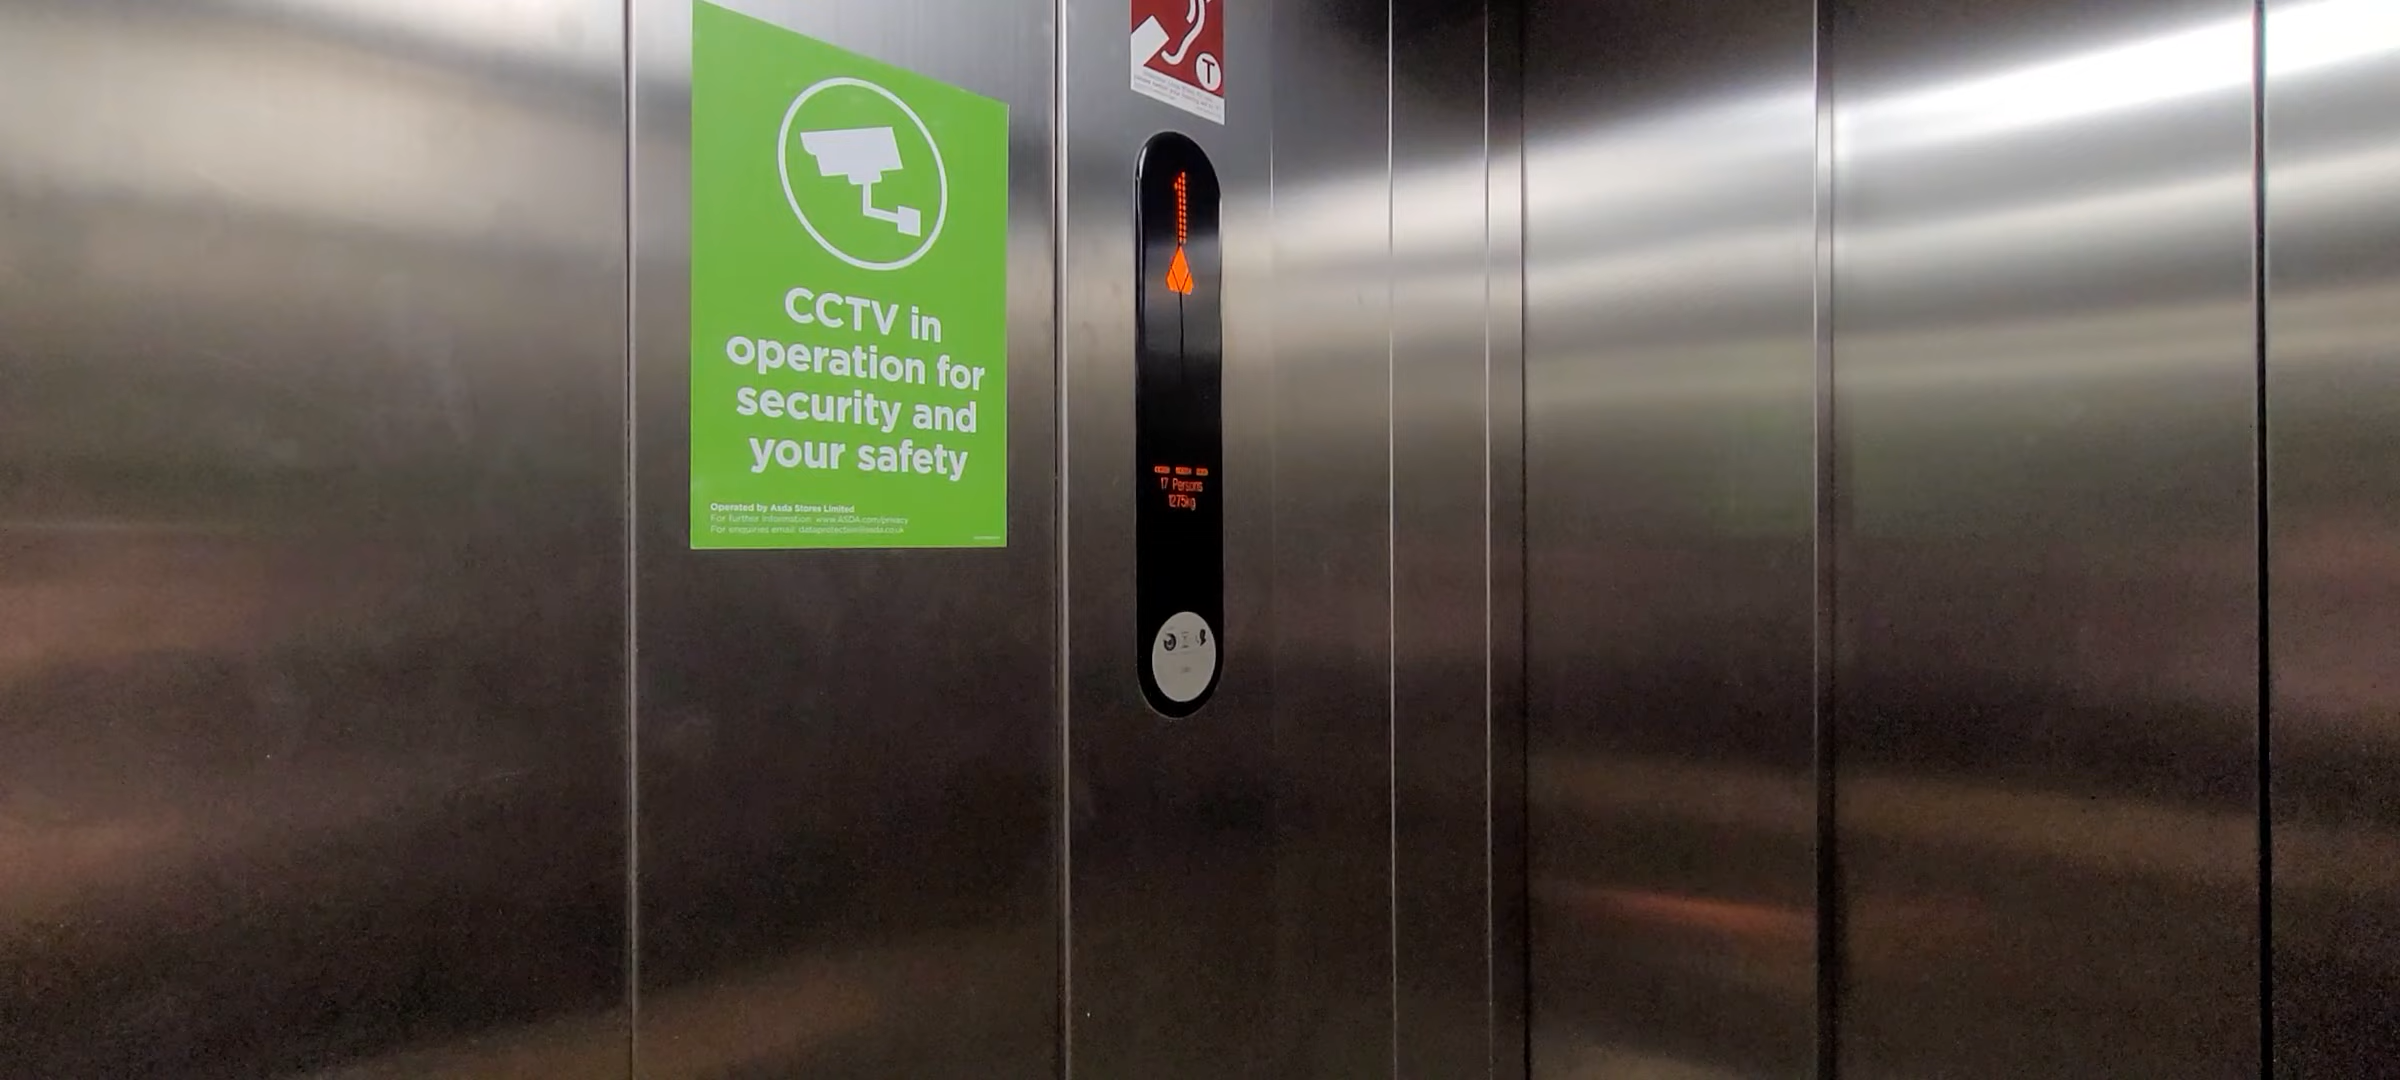 T
CCTV in
operation for
security and
your safety
Operated by Asda Stores Limited
For further information: www.ASDA.com/privacy
For enquiries email: dataprotection@asda.co.uk
1
17 Persons
1275kg